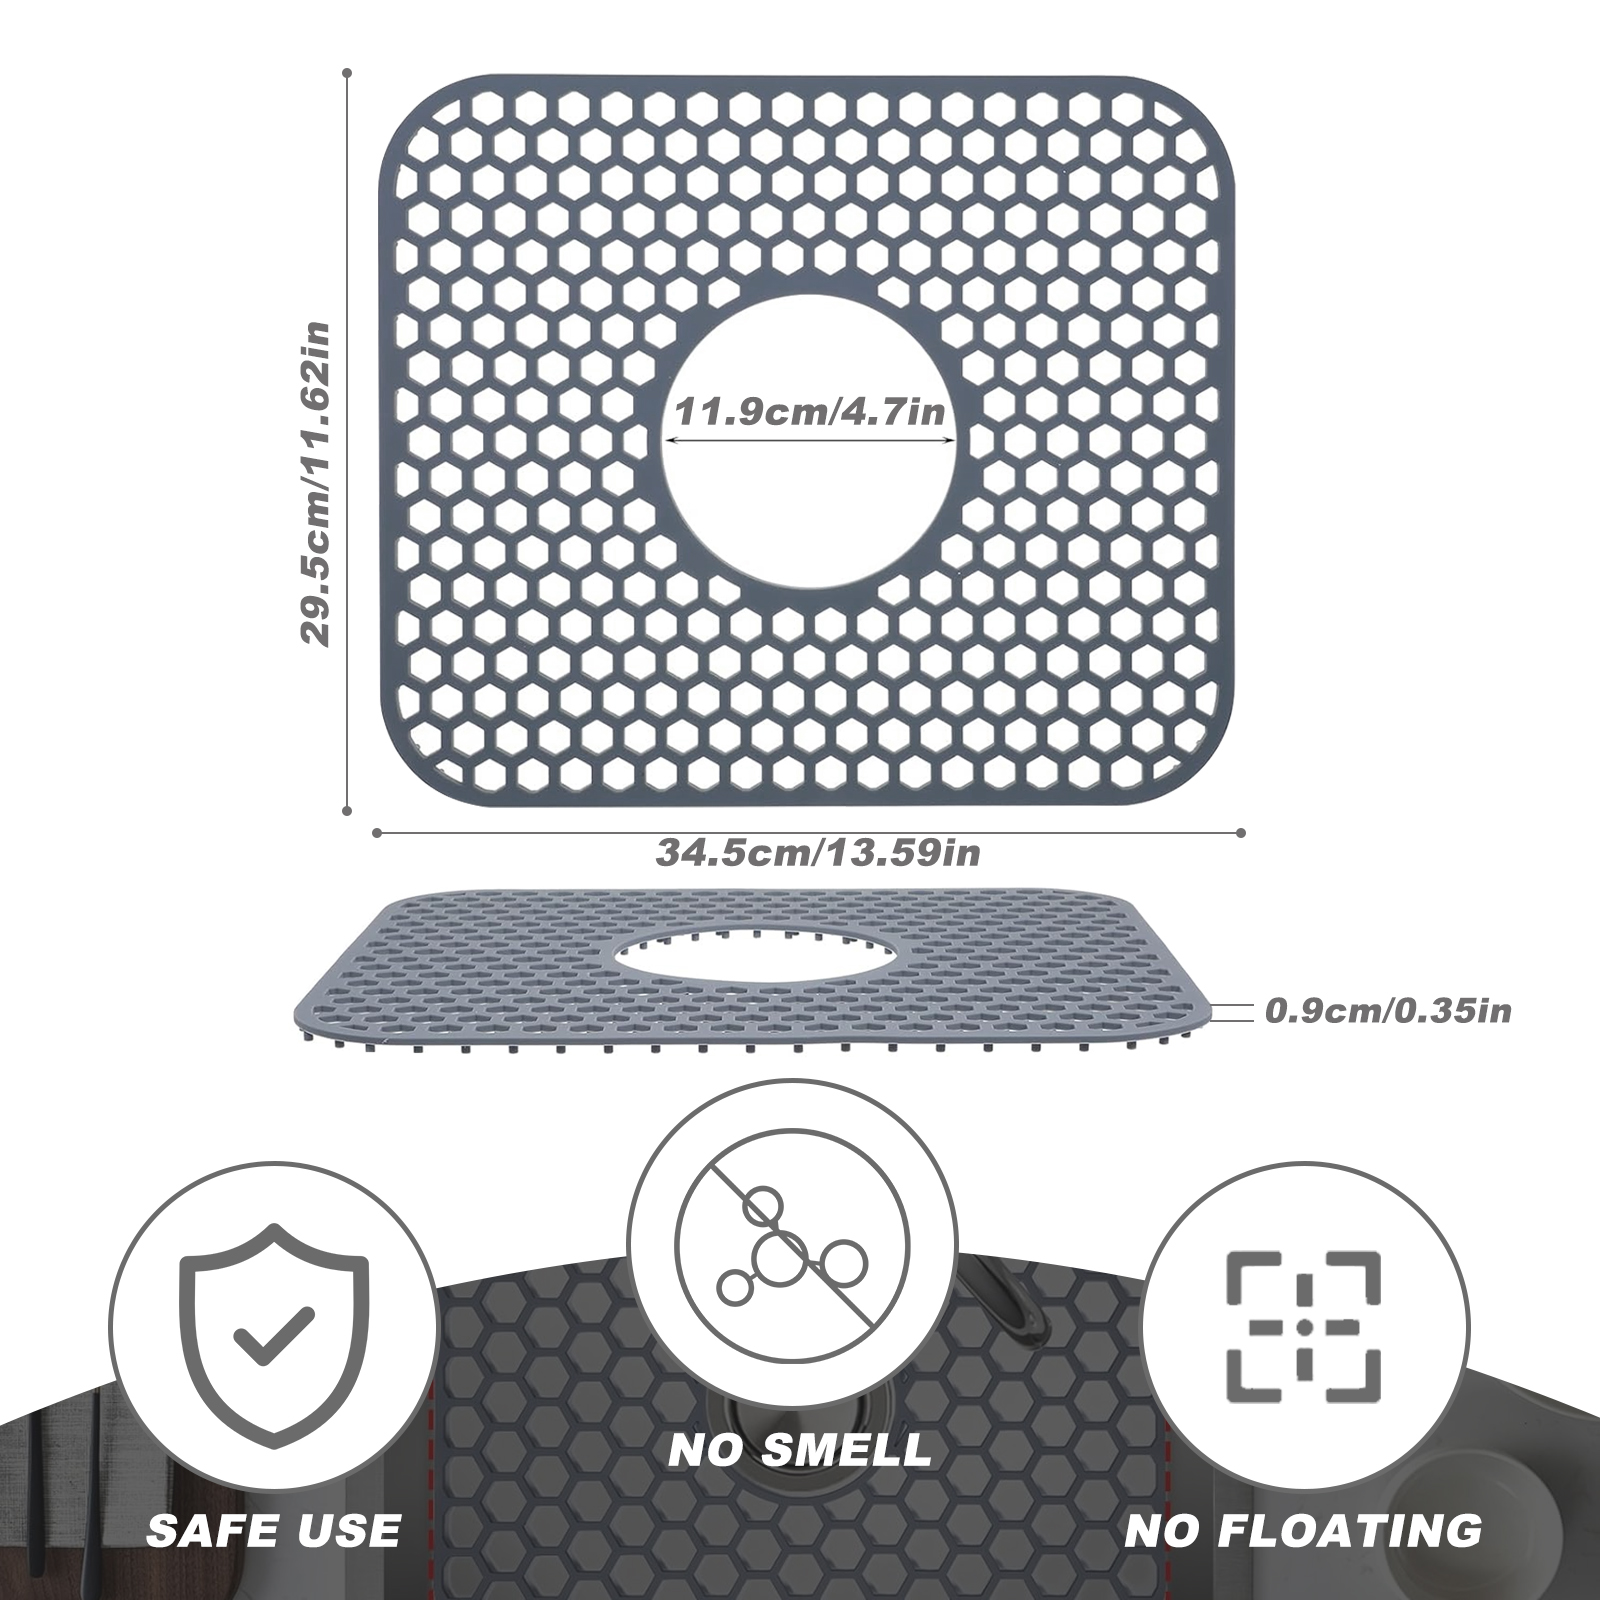 29.5cm/11.62in
11.9cm/4.7in
34.5cm/13.59in
0.9cm/0.35in
NO SMELL
SAFE USE
NO FLOATING